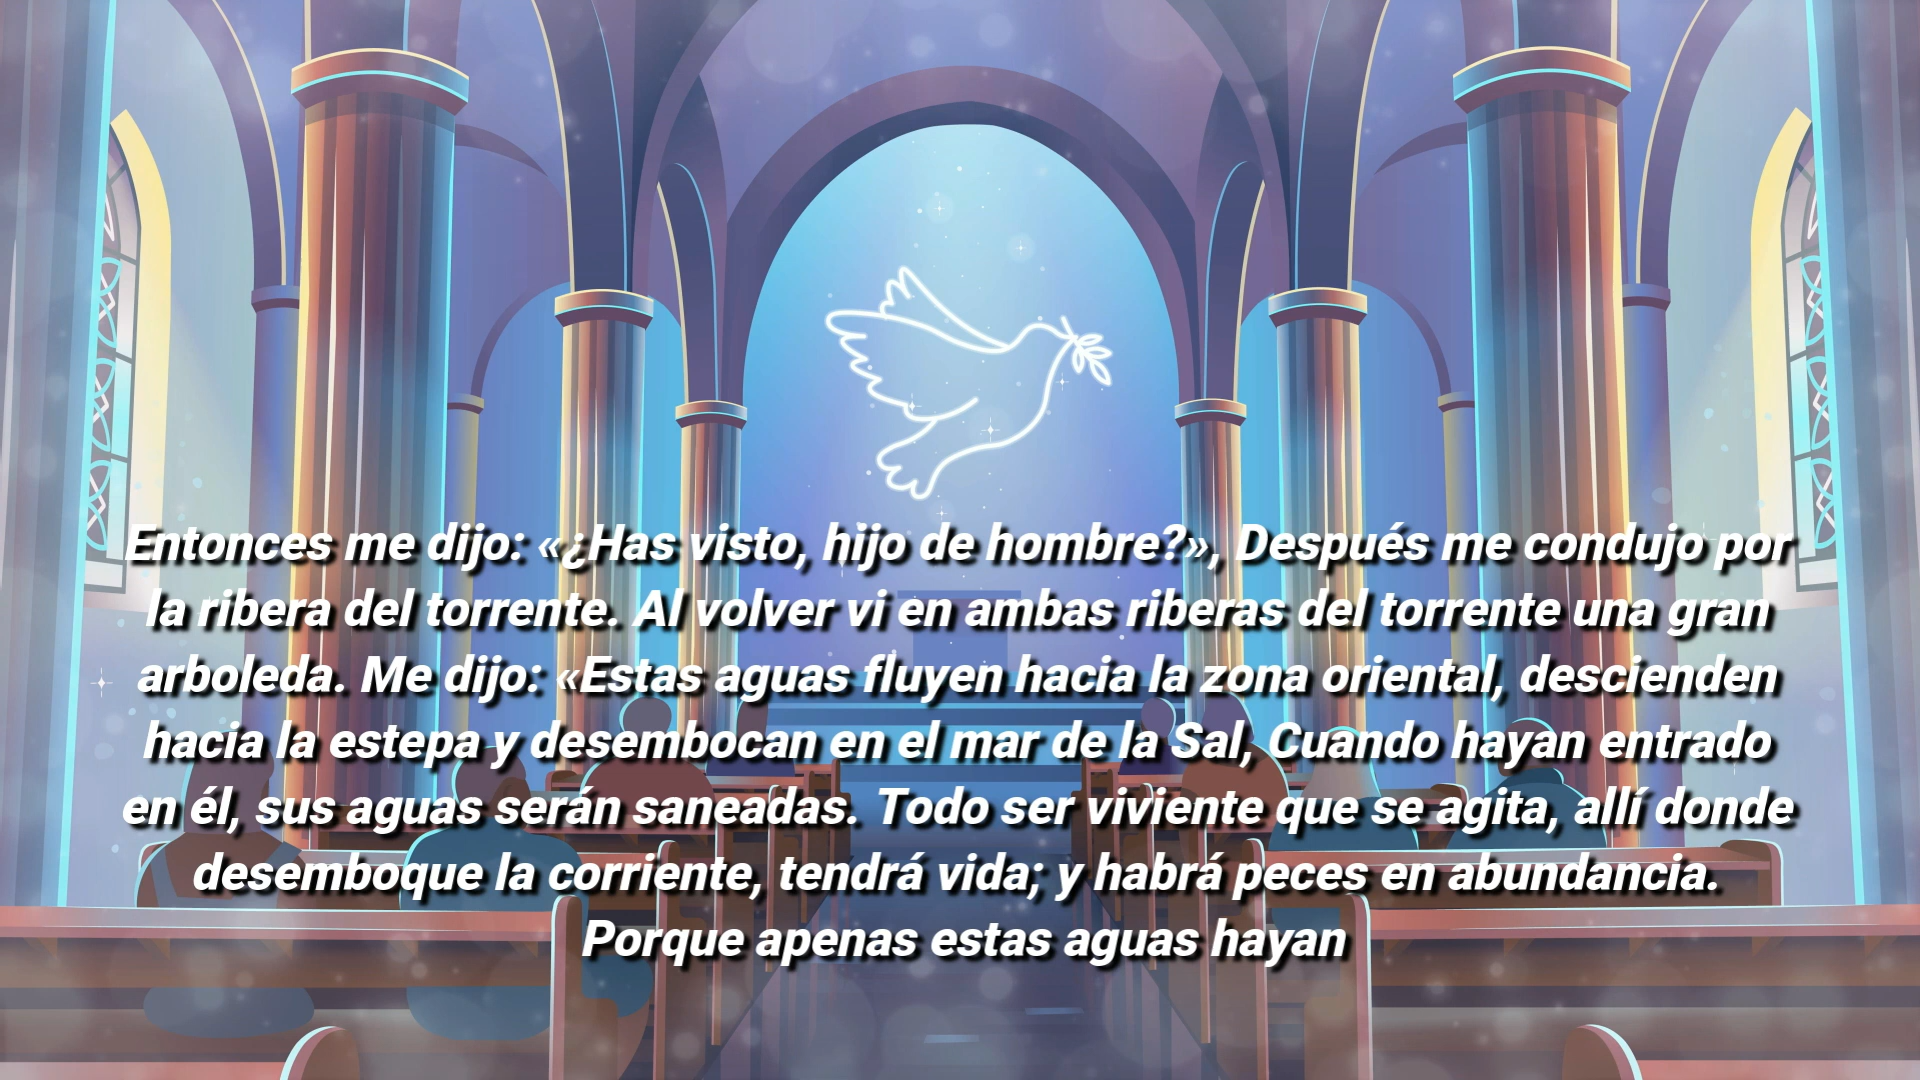 Entonces me dijo: «¿Has visto, hijo de hombre?», Después me condujo por
la ribera del torrente. Al volver vi en ambas riberas del torrente una gran
arboleda. Me dijo: «Estas aguas fluyen hacia la zona oriental, descienden
hacia la estepa y desembocan en el mar de la Sal, Cuando hayan entrado
en él, sus aguas serán saneadas. Todo ser viviente que se agita, allí donde
desemboque la corriente, tendrá vida; y habrá peces en abundancia.
Porque apenas estas aguas hayan